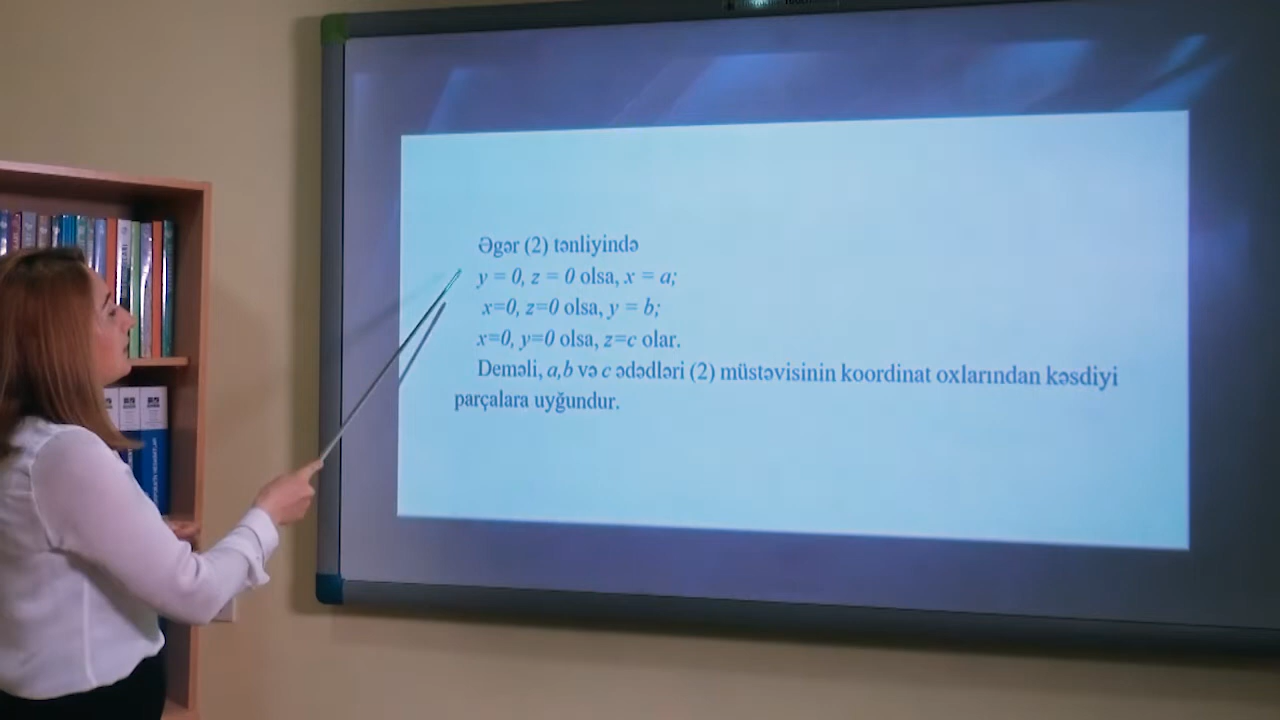 Əgər (2) tənliyində
y = 0, z = 0 olsa, x = a;
x=0, z=0 olsa, y = b;
x=0, y=0 olsa, z=c olar.
Deməli, a,b və c ədədləri (2) müstəvisinin koordinat oxlarından kəsdiyi
parçalara uyğundur.